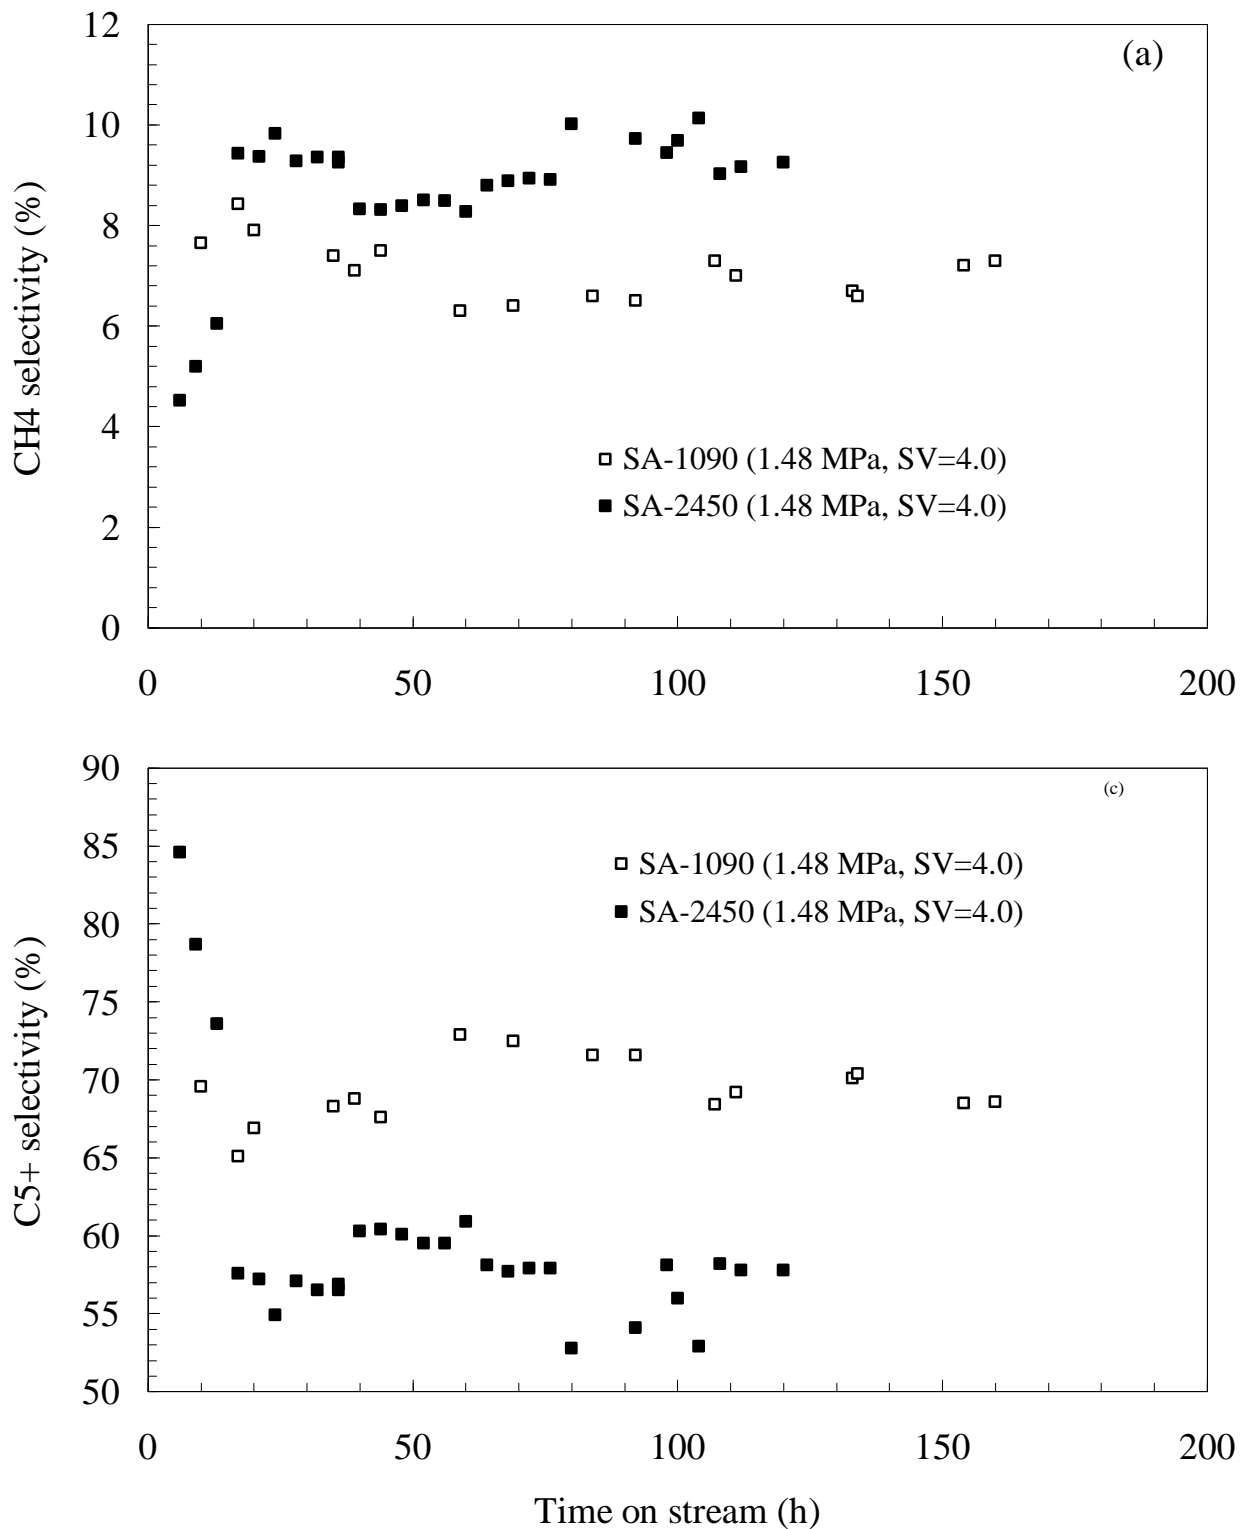 12
(a)
10
8
6
4
2
0
CH4 selectivity (%)
SA-1090 (1.48 MPa, SV=4.0)
SA-2450 (1.48 MPa, SV=4.0)
0 50 100 150 200
90
(c)
85
80
75
70
65
60
55
50
C5+ selectivity (%)
SA-1090 (1.48 MPa, SV=4.0)
SA-2450 (1.48 MPa, SV=4.0)
0 50 100 150 200
Time on stream (h)